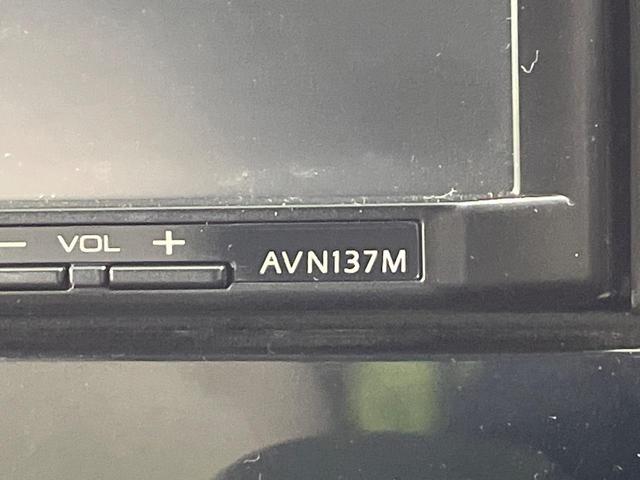 — VOL +
AVN137M